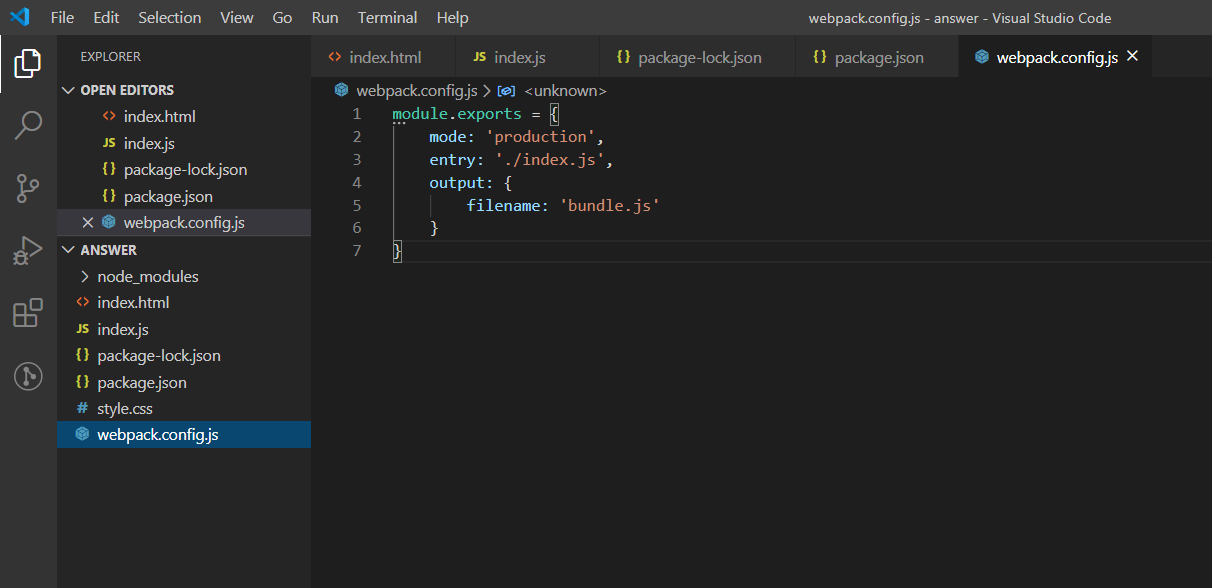 File Edit Selection View Go Run Terminal Help webpack.config.js - answer - Visual Studio Code
EXPLORER
OPEN EDITORS
<> index.html
JS index.js
{} package-lock.json
{} package.json
webpack.config.js
ANSWER
node_modules
<> index.html
JS index.js
{} package-lock.json
{} package.json
# style.css
webpack.config.js
<> index.html JS index.js {} package-lock.json {} package.json webpack.config.js
webpack.config.js > <unknown>
1 module.exports = {
2     mode: 'production',
3     entry: './index.js',
4     output: {
5         filename: 'bundle.js'
6     }
7 }